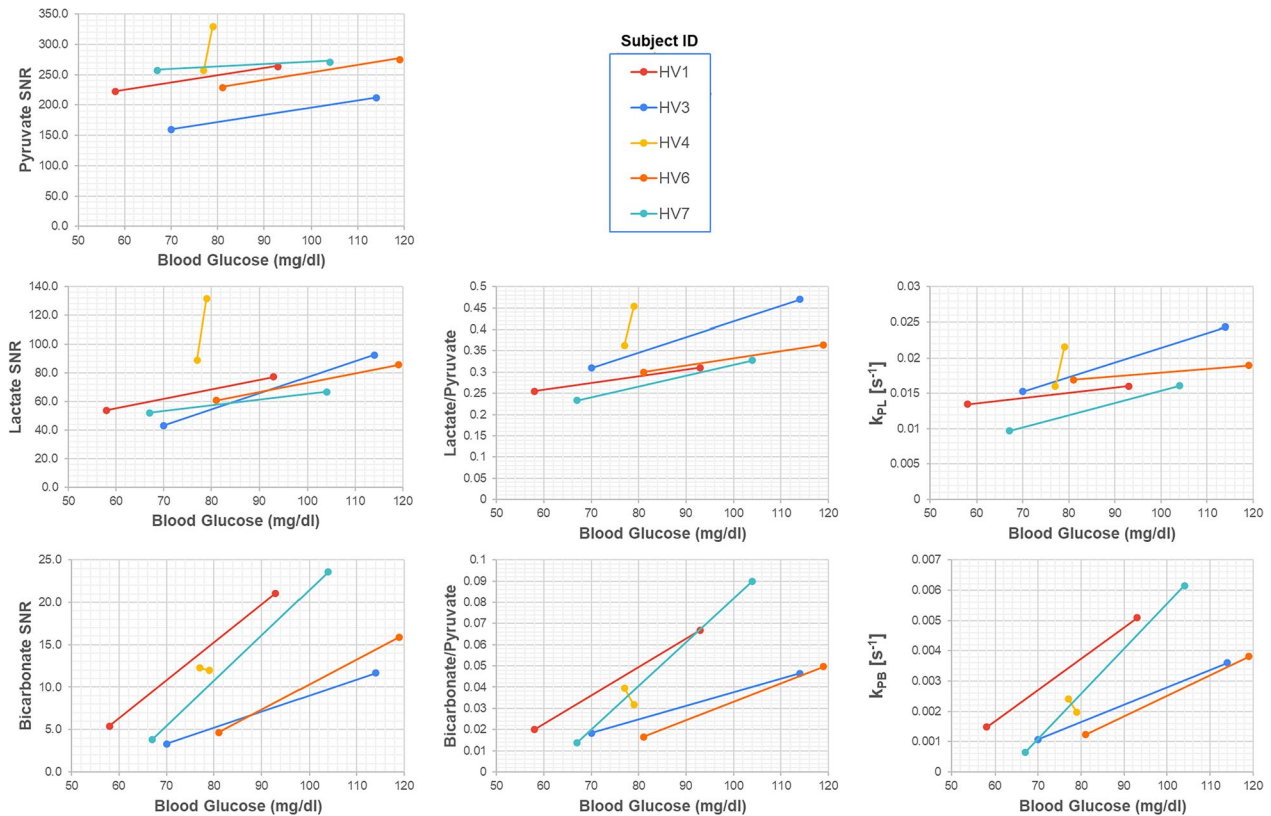 Pyruvate SNR
350.0
300.0
250.0
200.0
150.0
100.0
50.0
0.0
50 60 70 80 90 100 110 120
Blood Glucose (mg/dl)
Subject ID
HV1
HV3
HV4
HV6
HV7
Lactate SNR
140.0
120.0
100.0
80.0
60.0
40.0
20.0
0.0
50 60 70 80 90 100 110 120
Blood Glucose (mg/dl)
Lactate/Pyruvate
0.5
0.45
0.4
0.35
0.3
0.25
0.2
0.15
0.1
0.05
0
50 60 70 80 90 100 110 120
Blood Glucose (mg/dl)
kPL [s-1]
0.03
0.025
0.02
0.015
0.01
0.005
0
50 60 70 80 90 100 110 120
Blood Glucose (mg/dl)
Bicarbonate SNR
25.0
20.0
15.0
10.0
5.0
0.0
50 60 70 80 90 100 110 120
Blood Glucose (mg/dl)
Bicarbonate/Pyruvate
0.1
0.09
0.08
0.07
0.06
0.05
0.04
0.03
0.02
0.01
0
50 60 70 80 90 100 110 120
Blood Glucose (mg/dl)
kPB [s-1]
0.007
0.006
0.005
0.004
0.003
0.002
0.001
0
50 60 70 80 90 100 110 120
Blood Glucose (mg/dl)